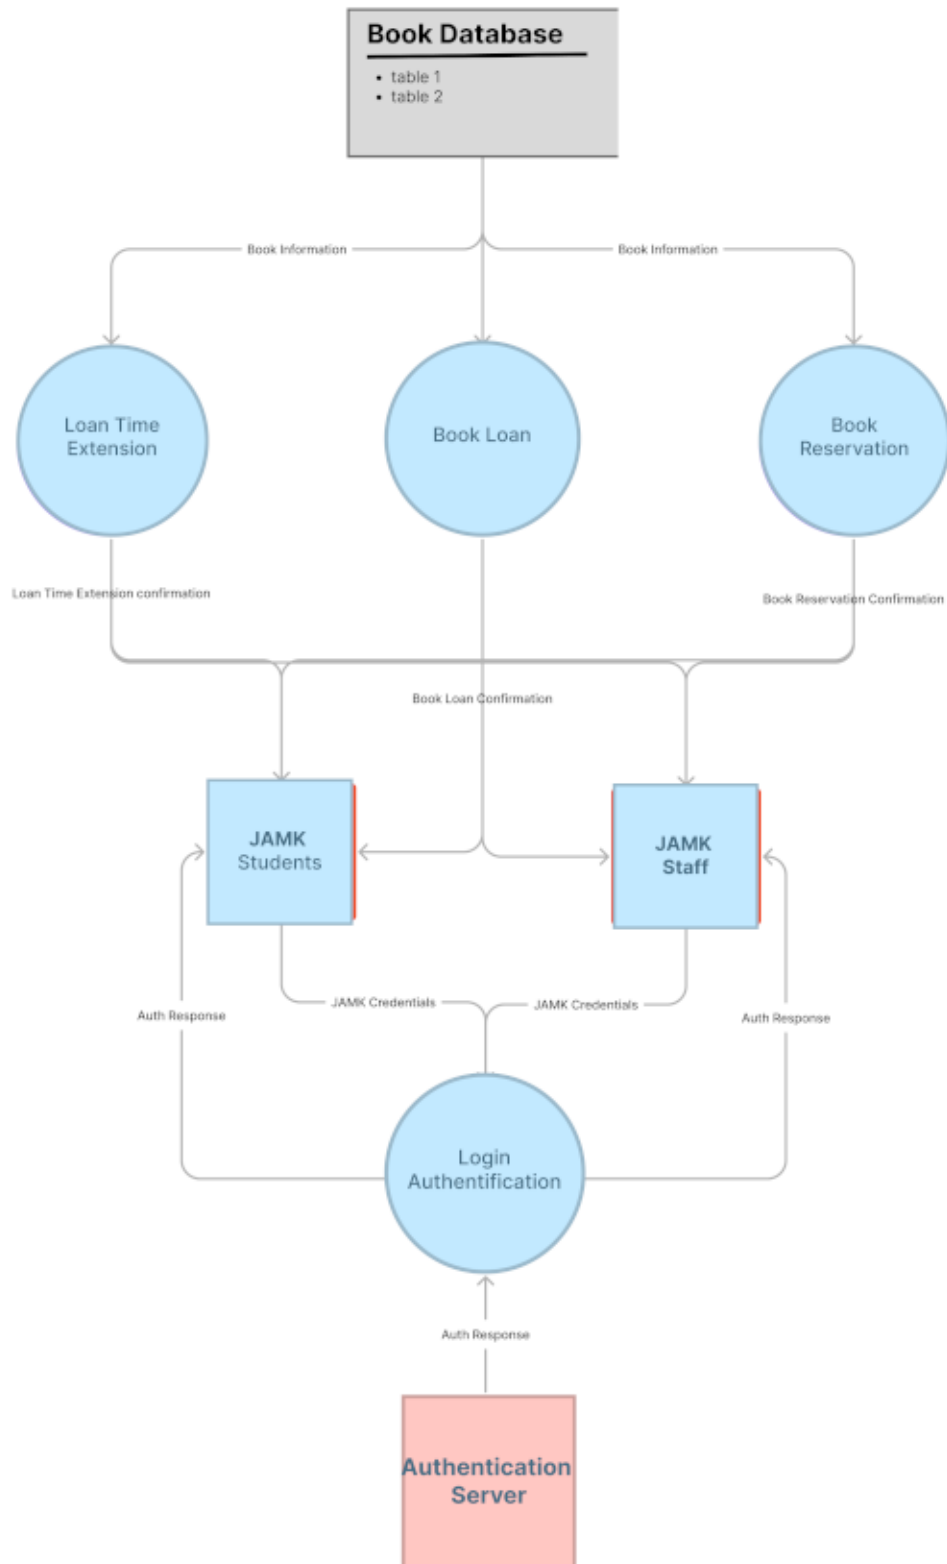 Book Database
• table 1
• table 2
Book Information
Book Information
Loan Time
Extension
Book Loan
Book
Reservation
Loan Time Extension confirmation
Book Reservation Confirmation
Book Loan Confirmation
JAMK
Students
JAMK
Staff
JAMK Credentials
JAMK Credentials
Auth Response
Auth Response
Login
Authentification
Auth Response
Authentication
Server